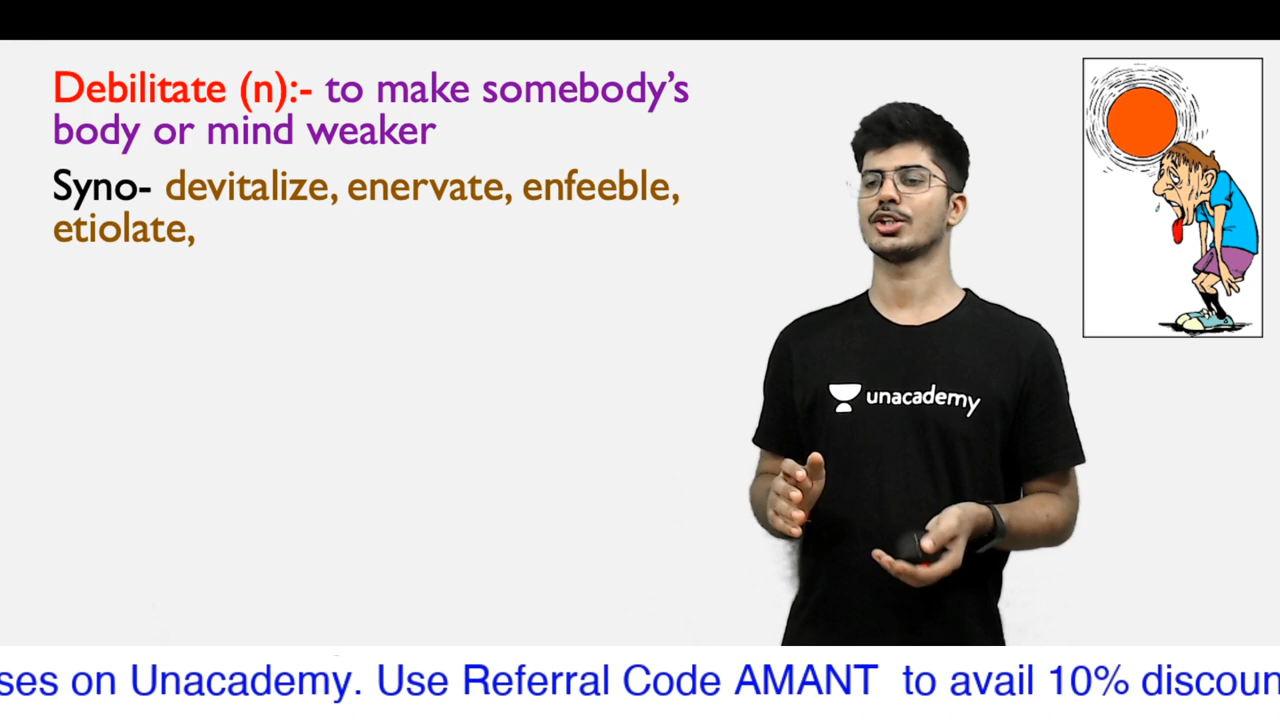 Debilitate (n):- to make somebody's
body or mind weaker
Syno- devitalize, enervate, enfeeble,
etiolate,
unacademy
ses on Unacademy. Use Referral Code AMANT to avail 10% discoun